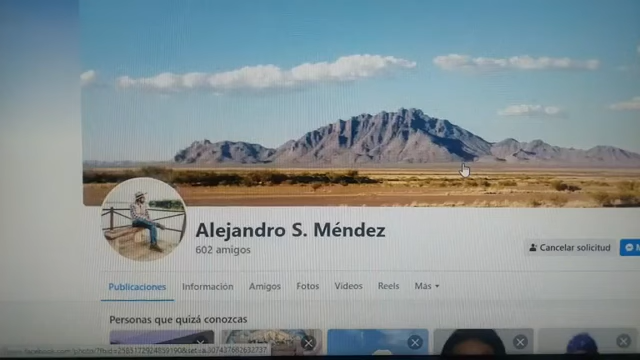 Alejandro S. Méndez
602 amigos
Cancelar solicitud
M
Publicaciones
Información
Amigos
Fotos
Videos
Reels
Más
Personas que quizá conozcas